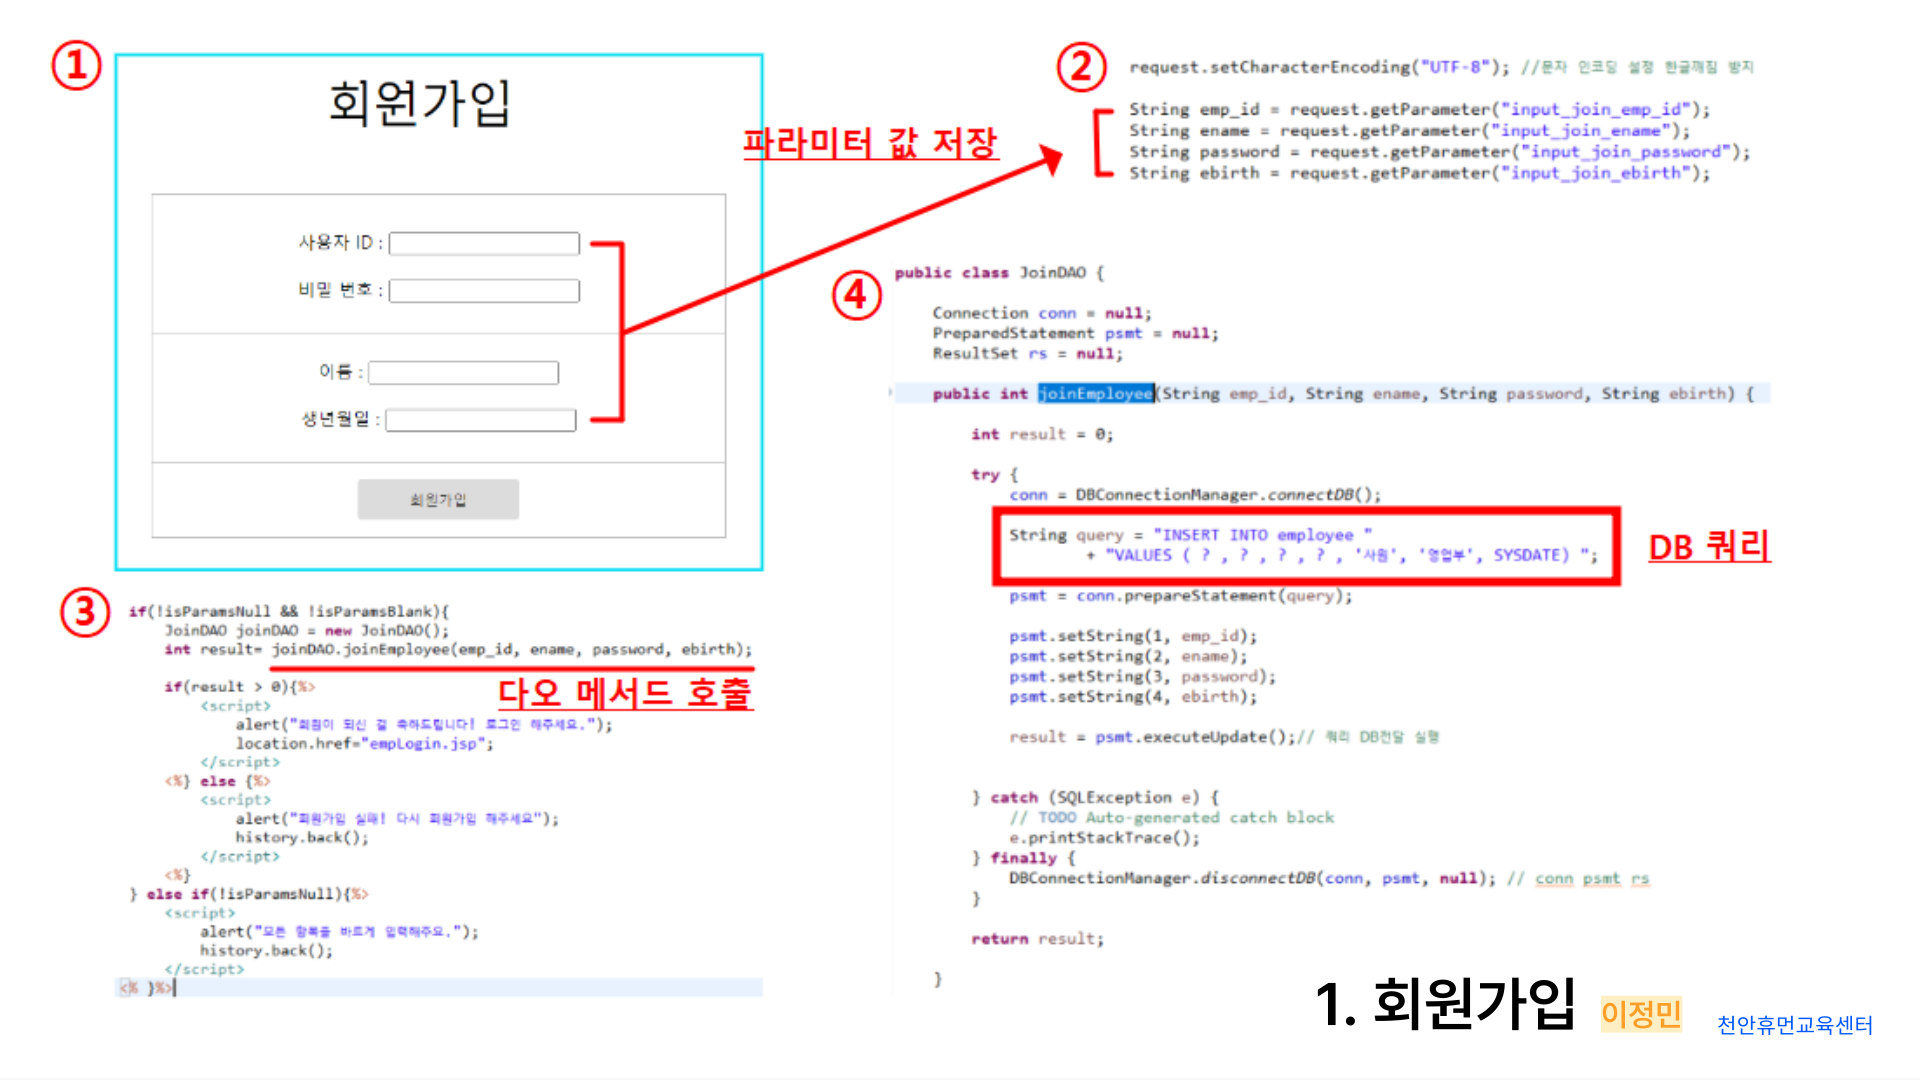 ①
회원가입
사용자 ID :
비밀 번호 :
이름 :
생년월일 :
회원가입
파라미터 값 저장
②
request.setCharacterEncoding("UTF-8"); //문자 인코딩 설정 한글깨짐 방지
String emp_id = request.getParameter("input_join_emp_id");
String ename = request.getParameter("input_join_ename");
String password = request.getParameter("input_join_password");
String ebirth = request.getParameter("input_join_ebirth");
③
if(!isParamsNull && !isParamsBlank){
JoinDAO joinDAO = new JoinDAO();
int result= joinDAO.joinEmployee(emp_id, ename, password, ebirth);
다오 메서드 호출
if(result > 0){%>
<script>
alert("회원이 되신 걸 축하드립니다! 로그인 해주세요.");
location.href="empLogin.jsp";
</script>
<%} else {%>
<script>
alert("회원가입 실패! 다시 회원가입 해주세요");
history.back();
</script>
<%}
} else if(!isParamsNull){%>
<script>
alert("모든 항목을 바르게 입력해주요.");
history.back();
</script>
<% }%>
④
public class JoinDAO {
Connection conn = null;
PreparedStatement psmt = null;
ResultSet rs = null;
public int joinEmployee(String emp_id, String ename, String password, String ebirth) {
int result = 0;
try {
conn = DBConnectionManager.connectDB();
String query = "INSERT INTO employee "
+ "VALUES ( ? , ? , ? , ? , '사원', '영업부', SYSDATE) ";
DB 쿼리
psmt = conn.prepareStatement(query);
psmt.setString(1, emp_id);
psmt.setString(2, ename);
psmt.setString(3, password);
psmt.setString(4, ebirth);
result = psmt.executeUpdate();// 쿼리 DB전달 실행
} catch (SQLException e) {
// TODO Auto-generated catch block
e.printStackTrace();
} finally {
DBConnectionManager.disconnectDB(conn, psmt, null); // conn psmt rs
}
return result;
}
1. 회원가입
이정민
천안휴먼교육센터